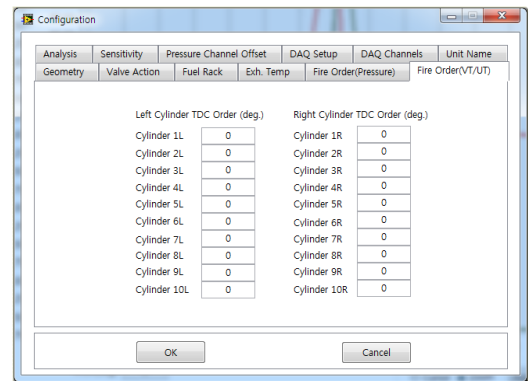 Configuration
Analysis Sensitivity Pressure Channel Offset DAQ Setup DAQ Channels Unit Name
Geometry Valve Action Fuel Rack Exh. Temp Fire Order(Pressure) Fire Order(VT/UT)
Left Cylinder TDC Order (deg.) Right Cylinder TDC Order (deg.)
Cylinder 1L 0 Cylinder 1R 0
Cylinder 2L 0 Cylinder 2R 0
Cylinder 3L 0 Cylinder 3R 0
Cylinder 4L 0 Cylinder 4R 0
Cylinder 5L 0 Cylinder 5R 0
Cylinder 6L 0 Cylinder 6R 0
Cylinder 7L 0 Cylinder 7R 0
Cylinder 8L 0 Cylinder 8R 0
Cylinder 9L 0 Cylinder 9R 0
Cylinder 10L 0 Cylinder 10R 0
OK Cancel